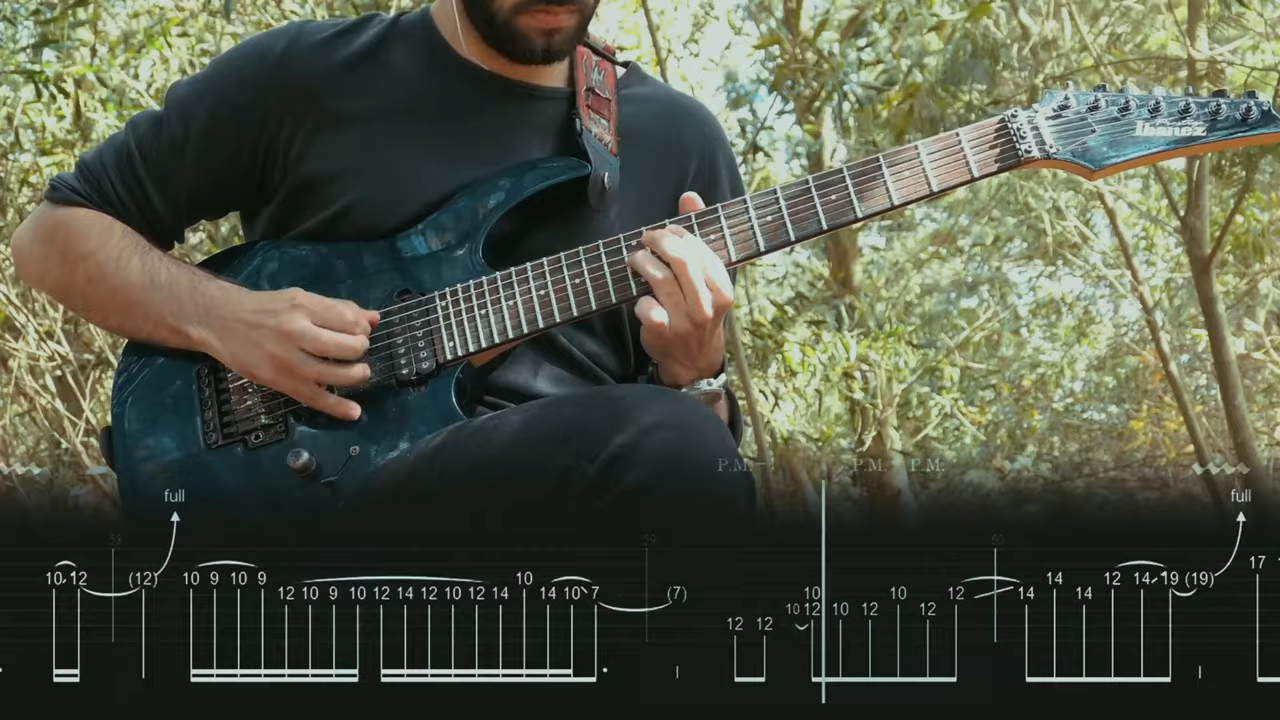 Ibanez
P.M. P.M. P.M.
full full
10 12 (12) 10 9 10 9 10 14 12 14 19 (19) 17
12 10 9 10 12 14 12 10 12 14 14 10 7 (7) 10 10 12 14 14
10 12 10 12 12
12 12